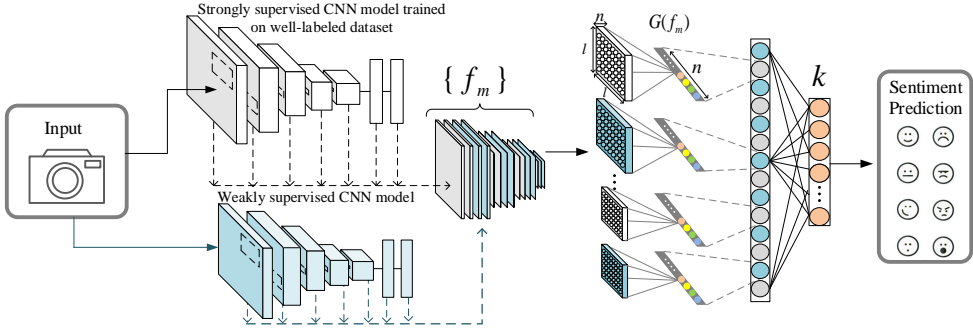 Strongly supervised CNN model trained
on well-labeled dataset
Input
{ f_m }
Weakly supervised CNN model
n
l
l
G(f_m)
n
k
Sentiment
Prediction